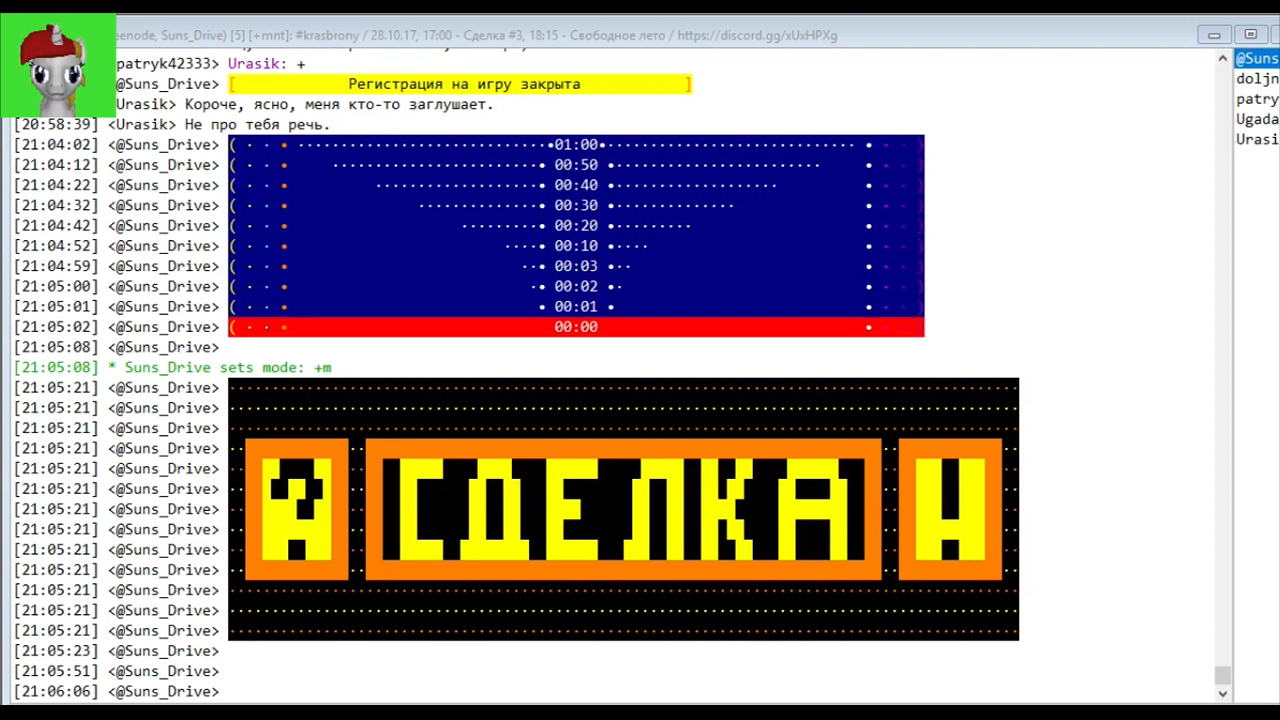 eenode, Suns_Drive) [5] [+mnt]: #krasbrony / 28.10.17, 17:00 - Сделка #3, 18:15 - Свободное лето / https://discord.gg/xUxHPXg
patryk42333> Urasik: +
@Suns_Drive> [ Регистрация на игру закрыта ]
Urasik> Короче, ясно, меня кто-то заглушает.
[20:58:39] <Urasik> Не про тебя речь.
[21:04:02] <@Suns_Drive> 01:00
[21:04:12] <@Suns_Drive> 00:50
[21:04:22] <@Suns_Drive> 00:40
[21:04:32] <@Suns_Drive> 00:30
[21:04:42] <@Suns_Drive> 00:20
[21:04:52] <@Suns_Drive> 00:10
[21:04:59] <@Suns_Drive> 00:03
[21:05:00] <@Suns_Drive> 00:02
[21:05:01] <@Suns_Drive> 00:01
[21:05:02] <@Suns_Drive> 00:00
[21:05:08] <@Suns_Drive>
[21:05:08] * Suns_Drive sets mode: +m
[21:05:21] <@Suns_Drive>
[21:05:21] <@Suns_Drive>
[21:05:21] <@Suns_Drive>
[21:05:21] <@Suns_Drive>
[21:05:21] <@Suns_Drive>
[21:05:21] <@Suns_Drive>
[21:05:21] <@Suns_Drive>
[21:05:21] <@Suns_Drive>
[21:05:21] <@Suns_Drive>
[21:05:21] <@Suns_Drive>
[21:05:21] <@Suns_Drive>
[21:05:21] <@Suns_Drive>
[21:05:21] <@Suns_Drive>
? СДЕЛКА !
[21:05:23] <@Suns_Drive>
[21:05:51] <@Suns_Drive>
[21:06:06] <@Suns_Drive>
@Suns
doljn
patry
Ugada
Urasi